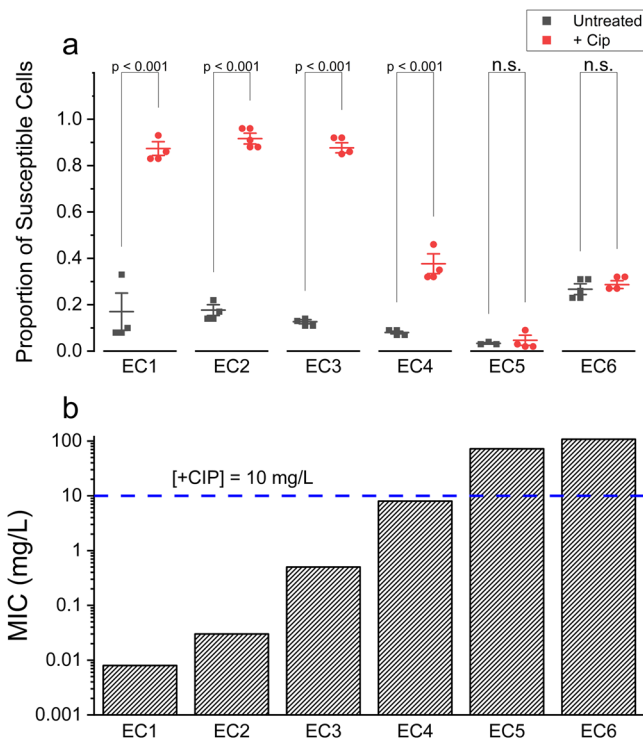 Untreated
+ Cip
a
p < 0.001 p < 0.001 p < 0.001 p < 0.001 n.s. n.s.
Proportion of Susceptible Cells
1.0
0.8
0.6
0.4
0.2
0.0
EC1 EC2 EC3 EC4 EC5 EC6
b
MIC (mg/L)
100
10
1
0.1
0.01
0.001
[+CIP] = 10 mg/L
EC1 EC2 EC3 EC4 EC5 EC6